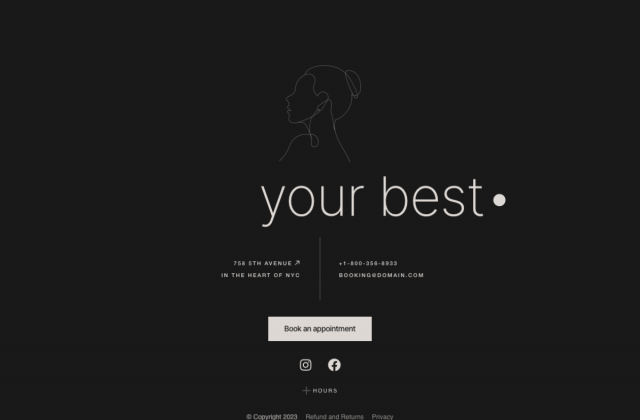 your best•
758 5TH AVENUE ↗
IN THE HEART OF NYC
+1-800-356-8933
BOOKING@DOMAIN.COM
Book an appointment
+ HOURS
© Copyright 2023 Refund and Returns Privacy